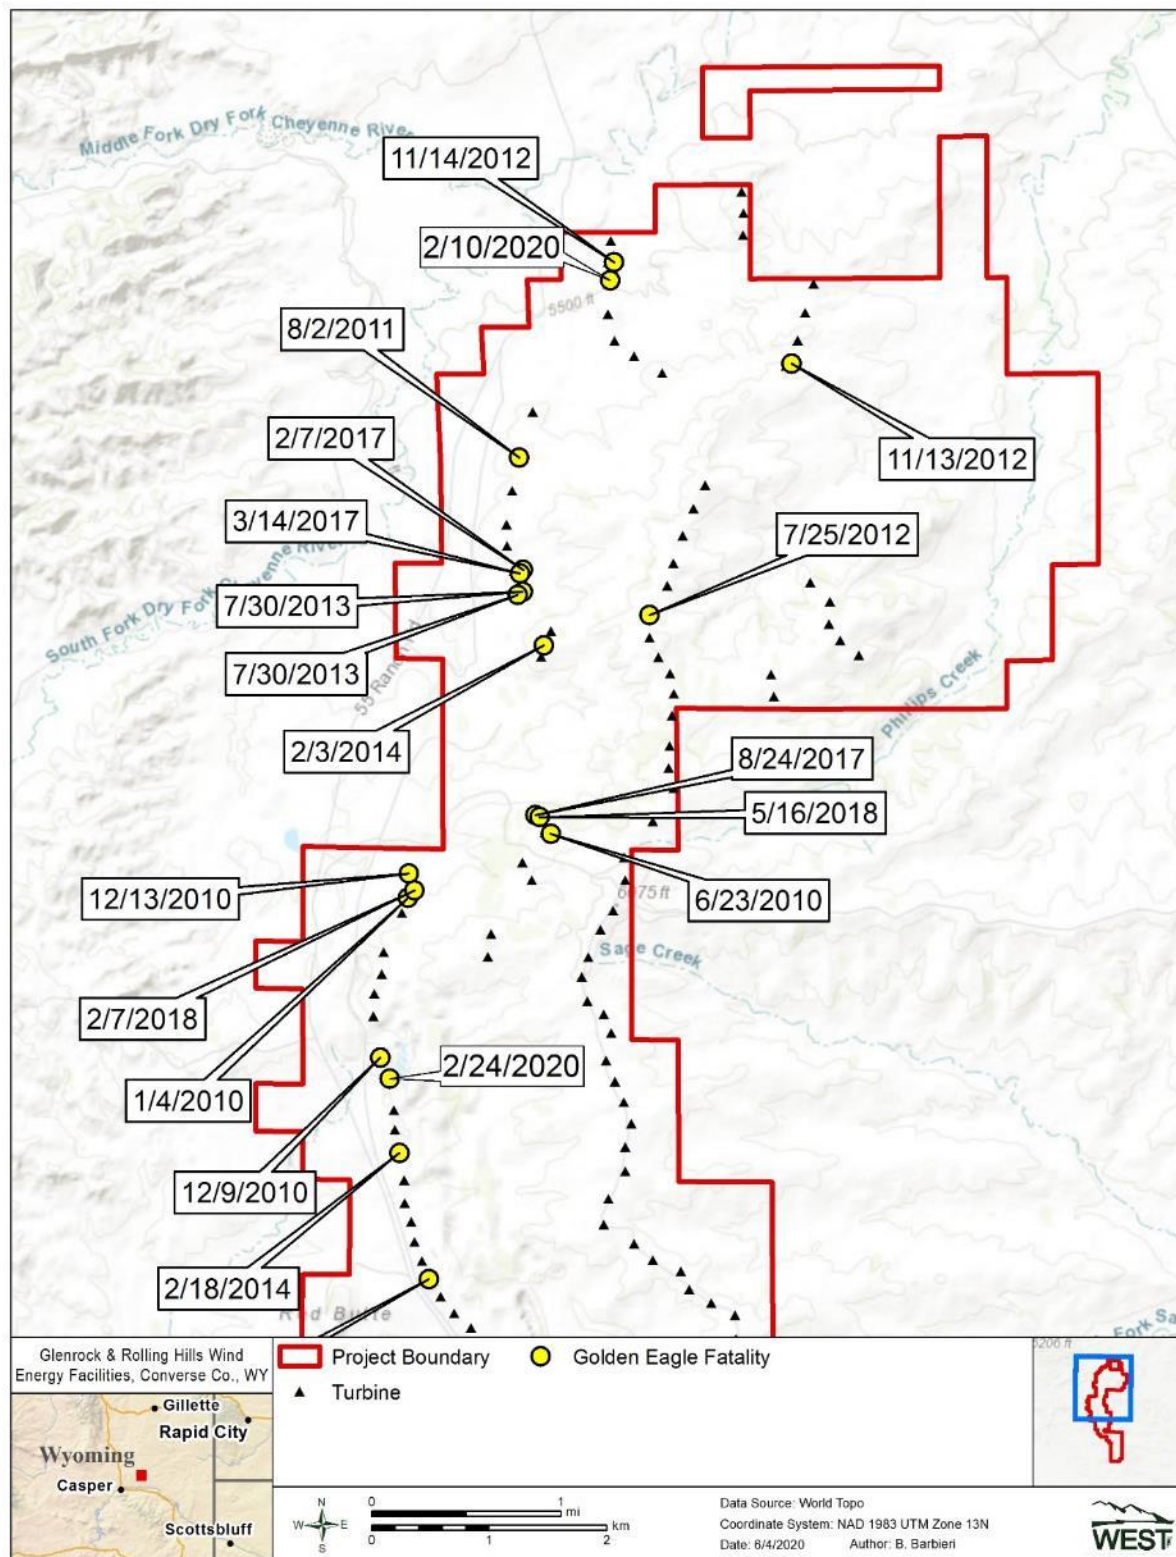 Middle Fork Dry Fork Cheyenne River
11/14/2012
2/10/2020
5500 ft
8/2/2011
2/7/2017
11/13/2012
3/14/2017
7/25/2012
7/30/2013
South Fork Dry Fork
7/30/2013
55 Ranch
Phillips Creek
2/3/2014
8/24/2017
5/16/2018
12/13/2010
6/23/2010
Sage Creek
2/7/2018
2/24/2020
1/4/2010
12/9/2010
2/18/2014
Red Butte
Fork
Glenrock & Rolling Hills Wind
Energy Facilities, Converse Co., WY
Project Boundary
Golden Eagle Fatality
Turbine
Gillette
Rapid City
Wyoming
Casper
Scottsbluff
N
W E
S
0 1
mi
km
0 1 2
Data Source: World Topo
Coordinate System: NAD 1983 UTM Zone 13N
Date: 6/4/2020 Author: B. Barbieri
WEST